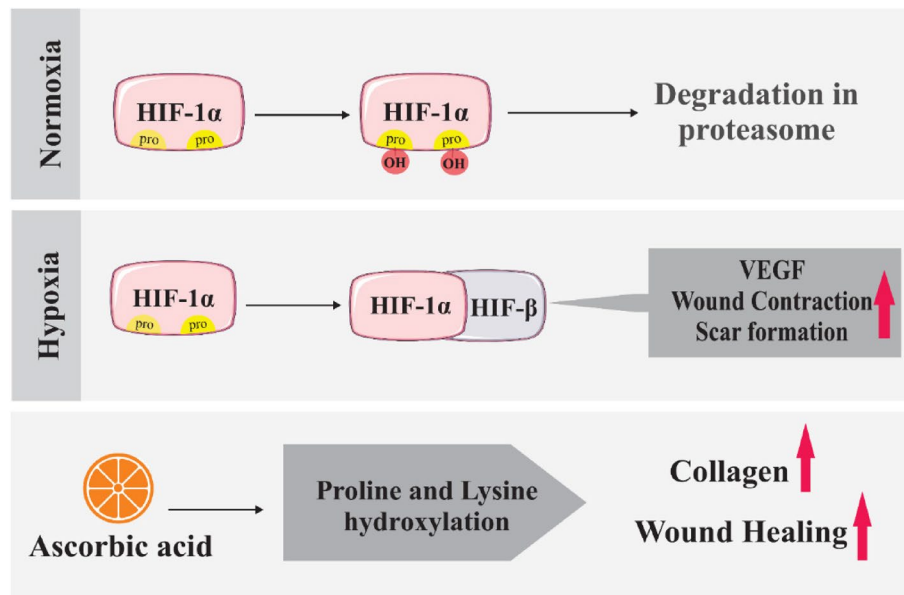 Normoxia
HIF-1α
pro pro
HIF-1α
pro pro
OH OH
Degradation in
proteasome
Hypoxia
HIF-1α
pro pro
HIF-1α HIF-β
VEGF
Wound Contraction
Scar formation
Ascorbic acid
Proline and Lysine
hydroxylation
Collagen
Wound Healing